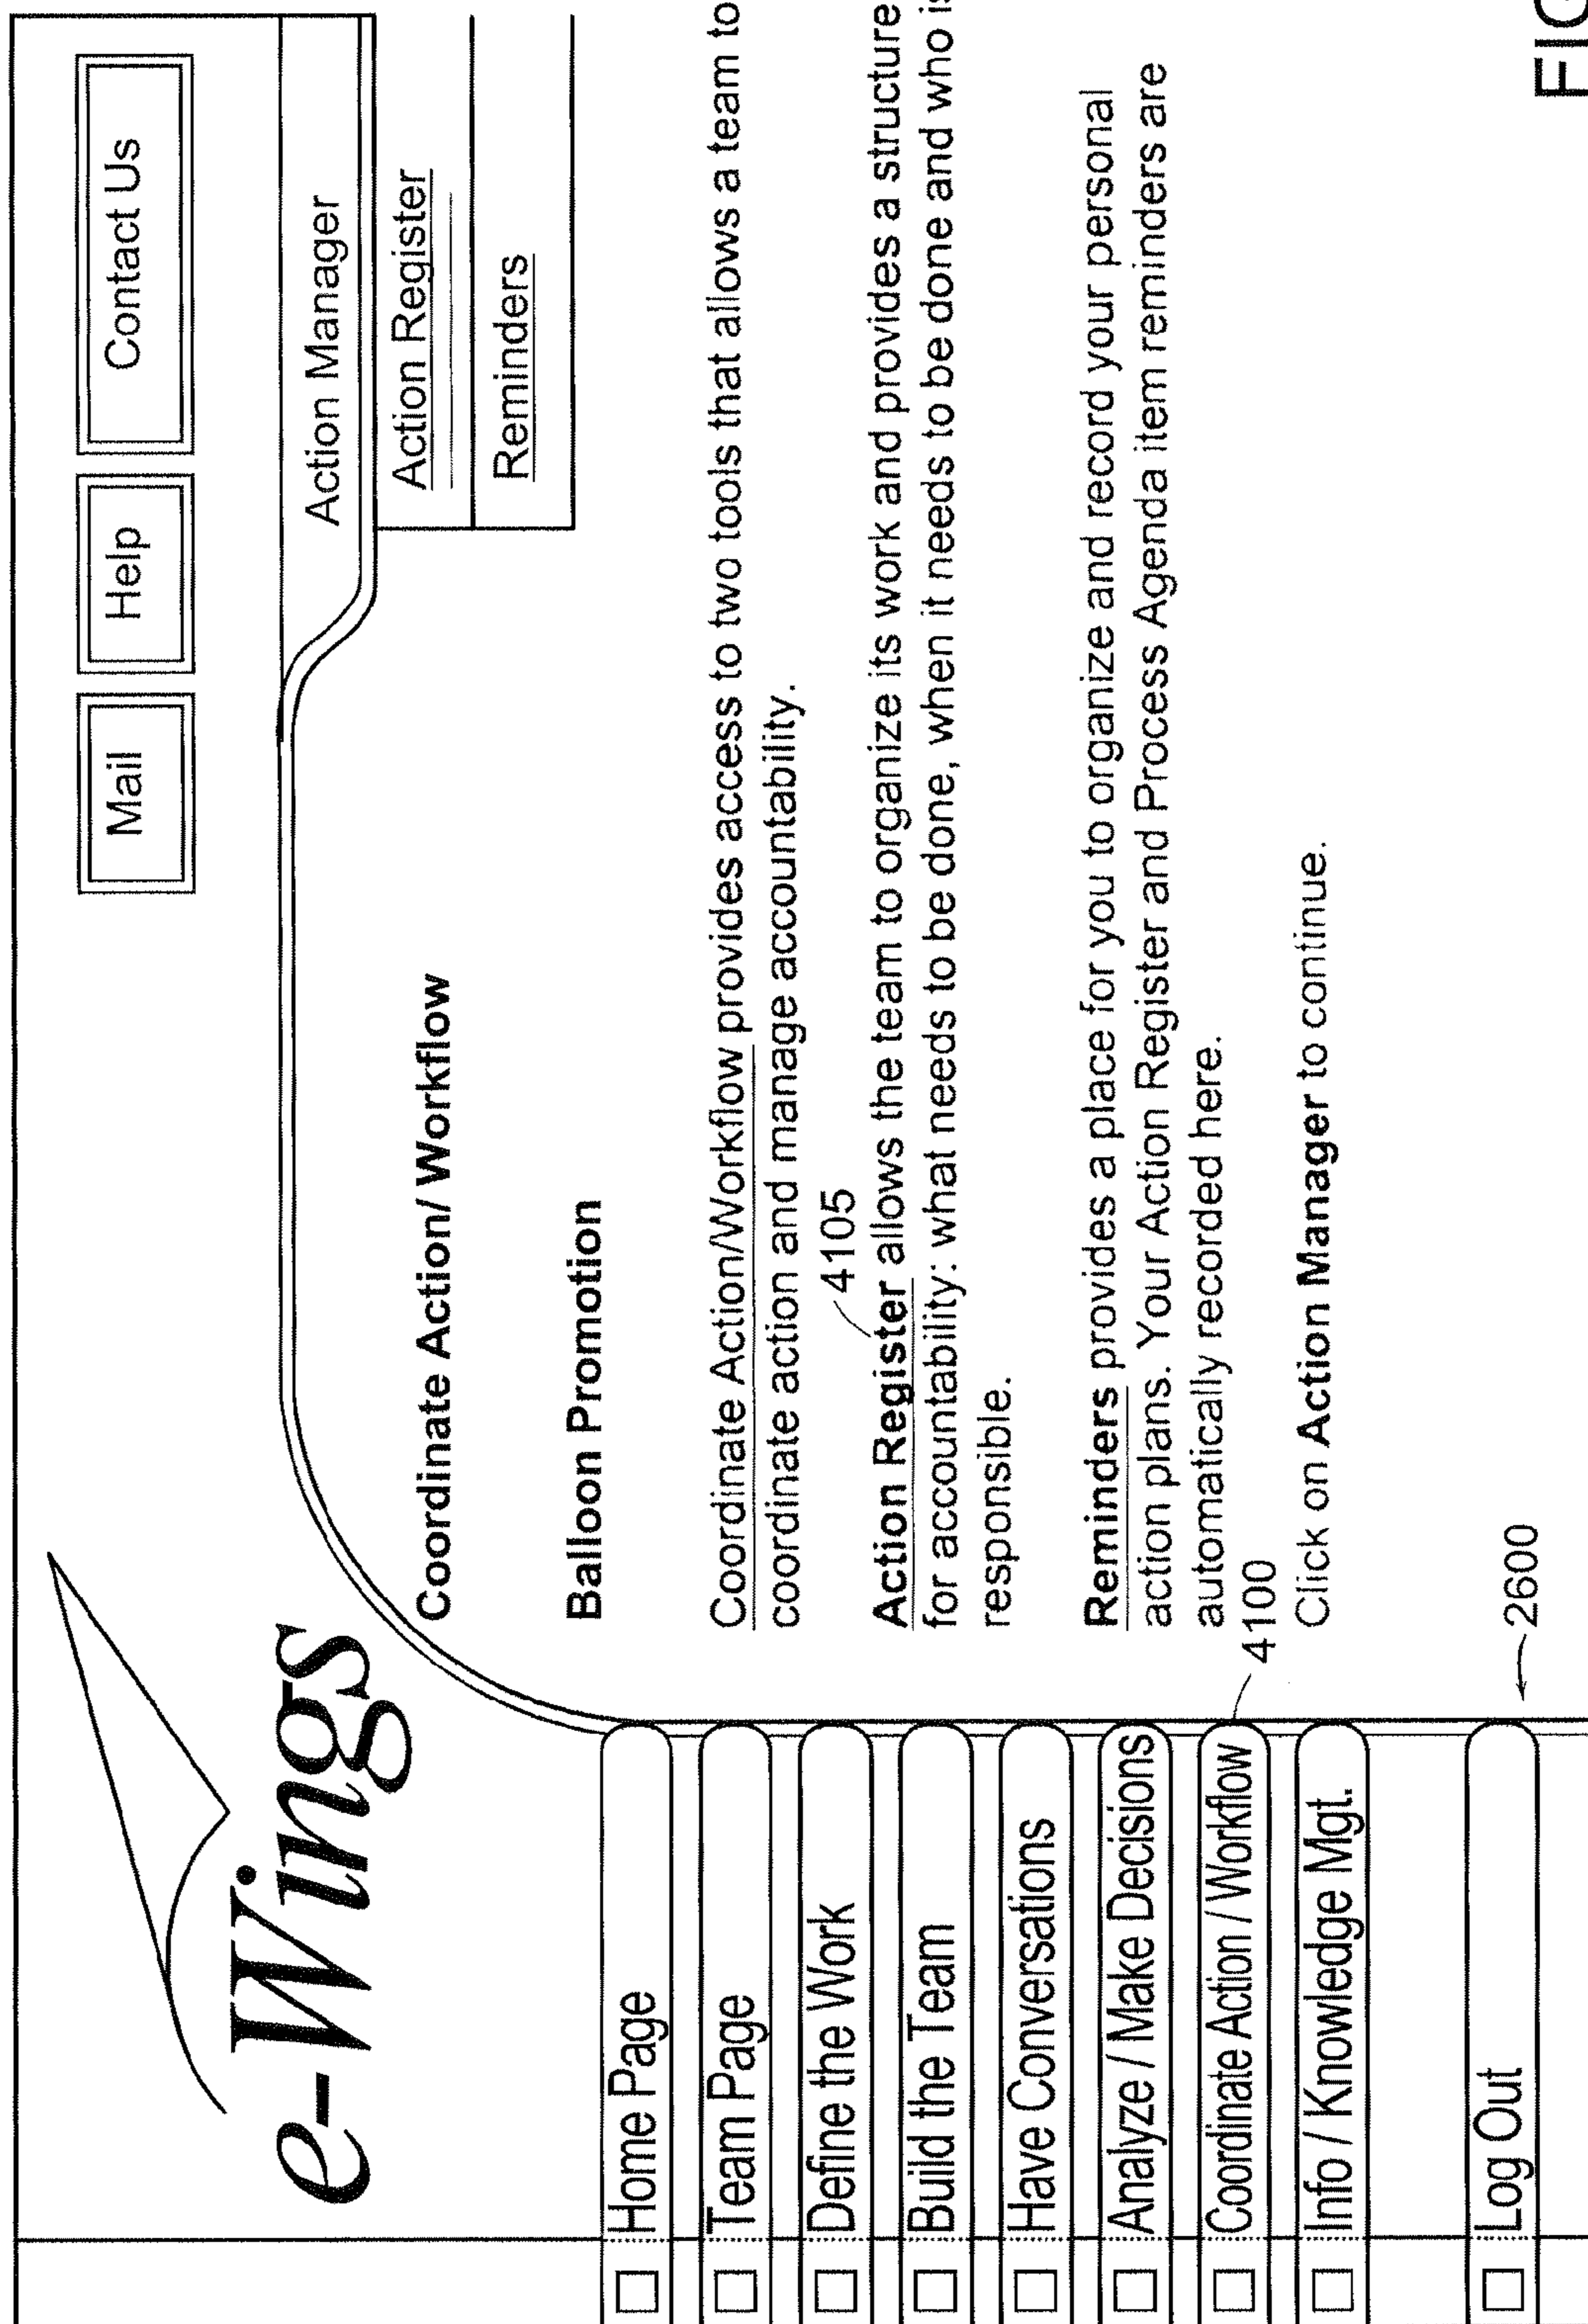 Mail
Help
Contact Us
e-Wings
Action Manager
Action Register
Reminders
Coordinate Action/ Workflow
Balloon Promotion
Coordinate Action/Workflow provides access to two tools that allows a team to
coordinate action and manage accountability.
4105
Action Register allows the team to organize its work and provides a structure
for accountability: what needs to be done, when it needs to be done and who is
responsible.
Reminders provides a place for you to organize and record your personal
action plans. Your Action Register and Process Agenda item reminders are
automatically recorded here.
4100
Click on Action Manager to continue.
2600
Home Page
Team Page
Define the Work
Build the Team
Have Conversations
Analyze / Make Decisions
Coordinate Action / Workflow
Info / Knowledge Mgt.
Log Out
FIG